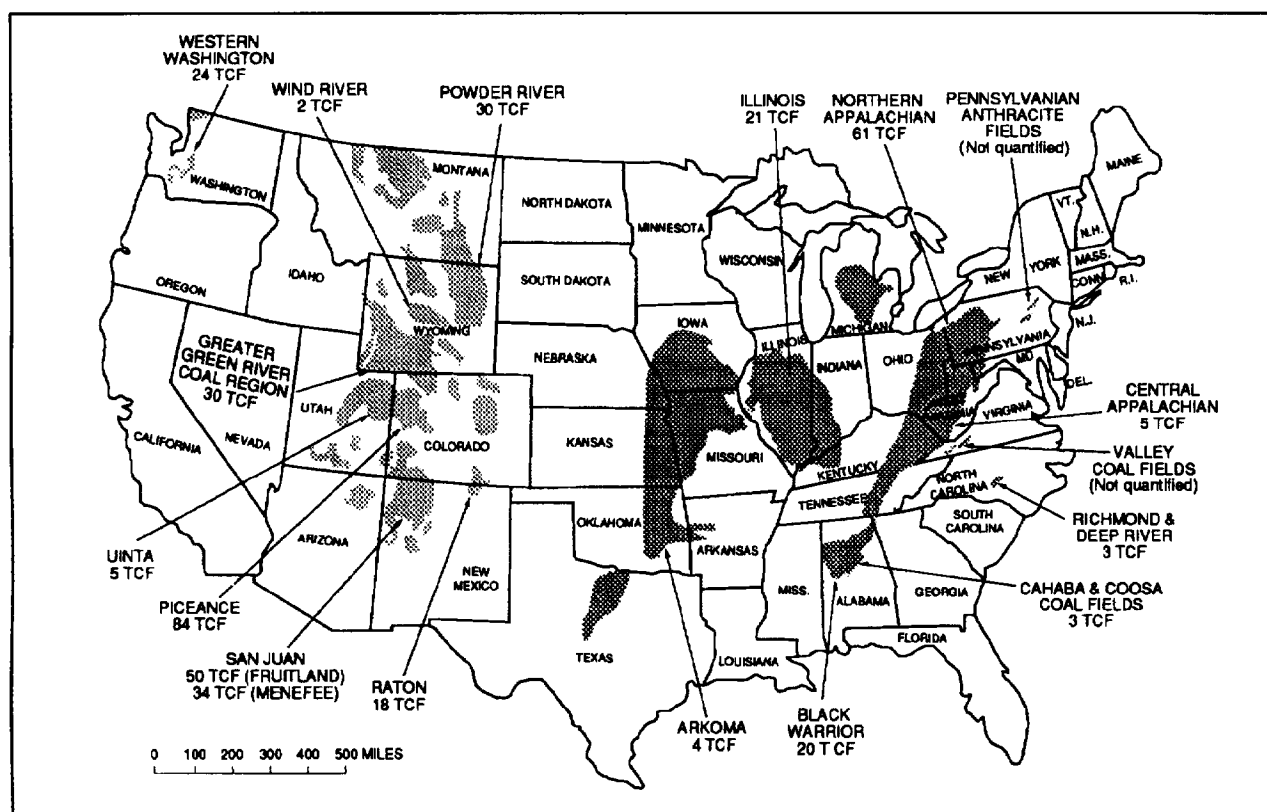 WESTERN
WASHINGTON
24 TCF
WIND RIVER
2 TCF
POWDER RIVER
30 TCF
ILLINOIS
21 TCF
NORTHERN
APPALACHIAN
61 TCF
PENNSYLVANIAN
ANTHRACITE
FIELDS
(Not quantified)
WASHINGTON
MONTANA
NORTH DAKOTA
MINNESOTA
MAINE
VT.
N.H.
OREGON
IDAHO
SOUTH DAKOTA
WISCONSIN
NEW YORK
MASS.
CONN.
R.I.
WYOMING
IOWA
MICHIGAN
N.J.
GREATER
GREEN RIVER
COAL REGION
30 TCF
NEBRASKA
ILLINOIS
INDIANA
OHIO
PENNSYLVANIA
MD
DEL.
CALIFORNIA
NEVADA
UTAH
COLORADO
KANSAS
MISSOURI
KENTUCKY
VIRGINIA
CENTRAL
APPALACHIAN
5 TCF
VALLEY
COAL FIELDS
(Not quantified)
ARIZONA
NEW
MEXICO
OKLAHOMA
ARKANSAS
TENNESSEE
NORTH
CAROLINA
SOUTH
CAROLINA
RICHMOND &
DEEP RIVER
3 TCF
UINTA
5 TCF
PICEANCE
84 TCF
SAN JUAN
50 TCF (FRUITLAND)
34 TCF (MENEFEE)
RATON
18 TCF
TEXAS
LOUISIANA
MISS.
ALABAMA
GEORGIA
FLORIDA
CAHABA & COOSA
COAL FIELDS
3 TCF
ARKOMA
4 TCF
BLACK
WARRIOR
20 TCF
0 100 200 300 400 500 MILES